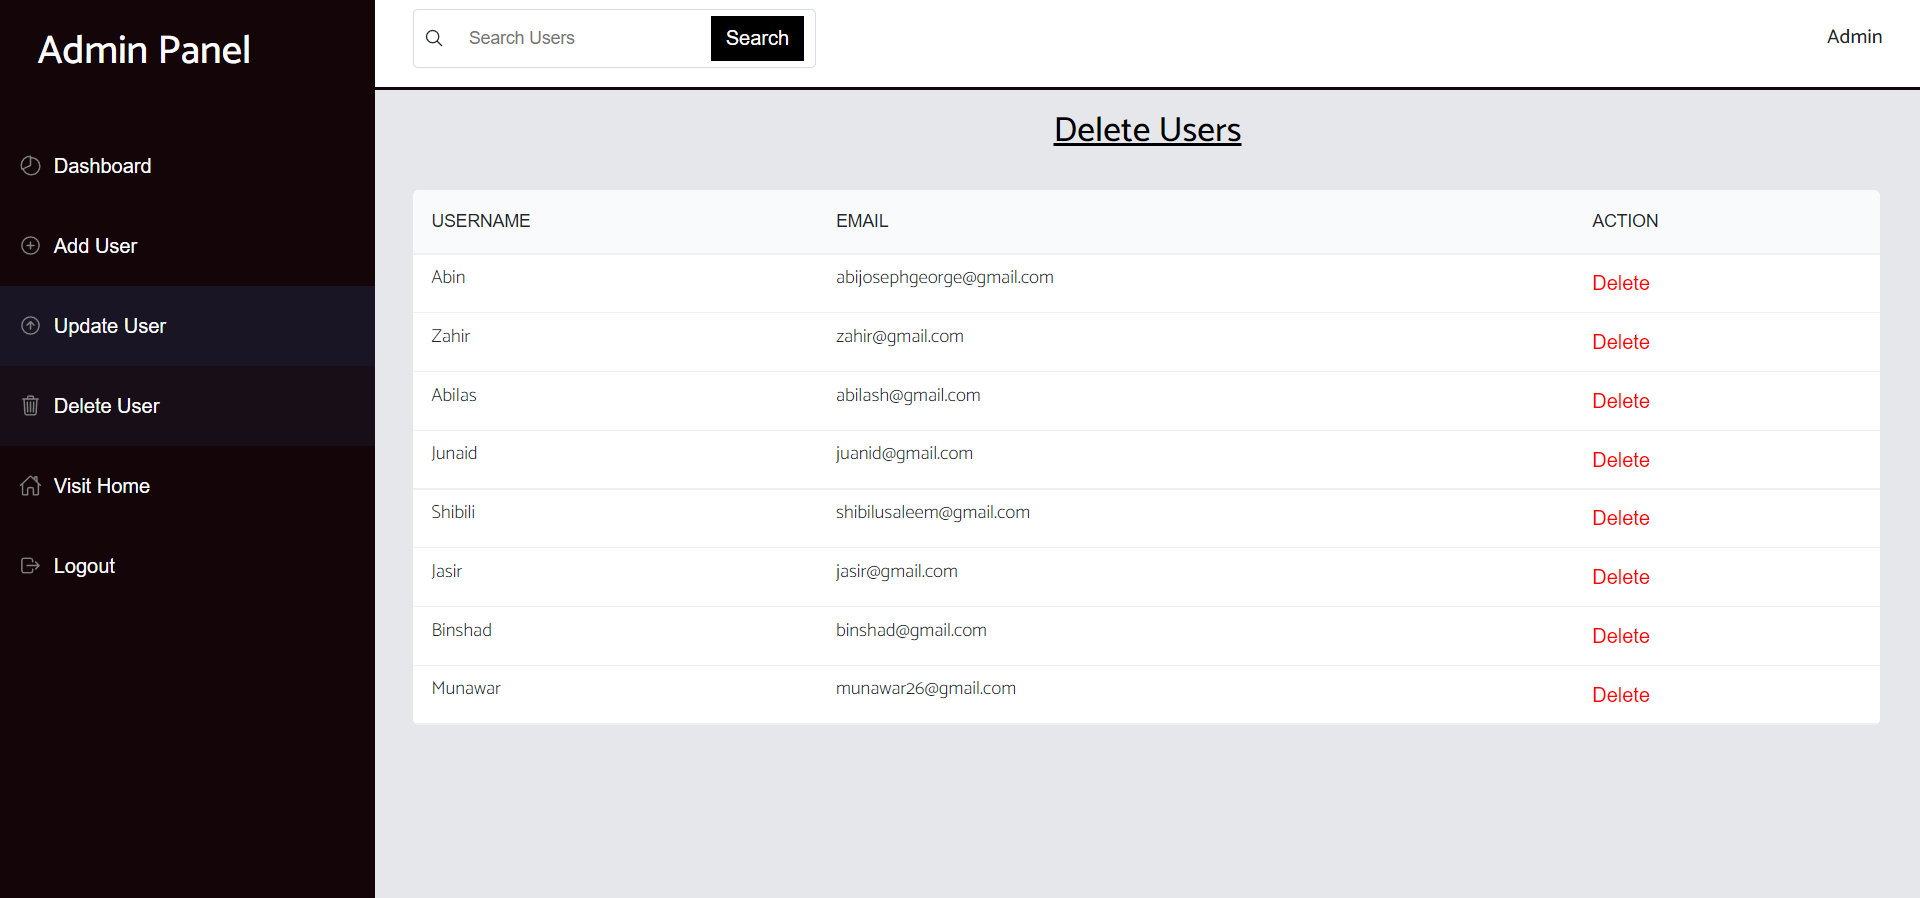 Admin Panel
Dashboard
Add User
Update User
Delete User
Visit Home
Logout
Search Users Search
Admin
Delete Users
USERNAME EMAIL ACTION
Abin abijosephgeorge@gmail.com Delete
Zahir zahir@gmail.com Delete
Abilas abilash@gmail.com Delete
Junaid juanid@gmail.com Delete
Shibili shibilusaleem@gmail.com Delete
Jasir jasir@gmail.com Delete
Binshad binshad@gmail.com Delete
Munawar munawar26@gmail.com Delete